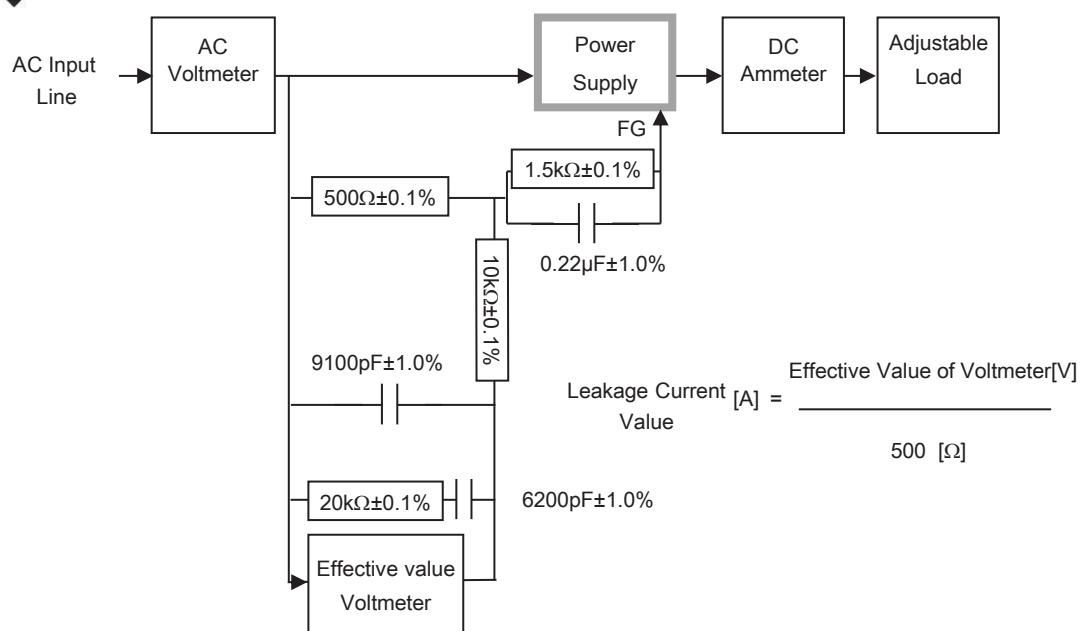 AC Input
Line
AC
Voltmeter
Power
Supply
DC
Ammeter
Adjustable
Load
FG
1.5kΩ±0.1%
500Ω±0.1%
0.22μF±1.0%
10kΩ±0.1%
9100pF±1.0%
Leakage Current
Value
[A] =
Effective Value of Voltmeter[V]
500 [Ω]
20kΩ±0.1%
6200pF±1.0%
Effective value
Voltmeter